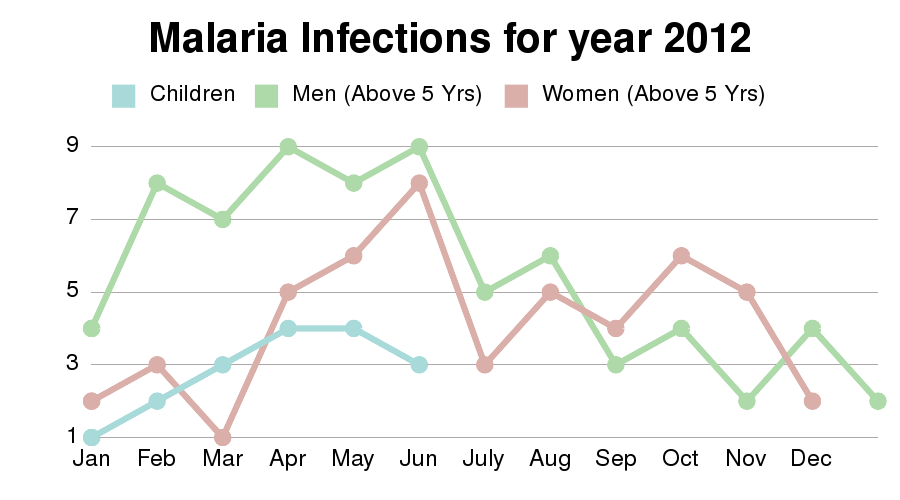 Malaria Infections for year 2012
Children Men (Above 5 Yrs) Women (Above 5 Yrs)
9
7
5
3
1
Jan Feb Mar Apr May Jun July Aug Sep Oct Nov Dec